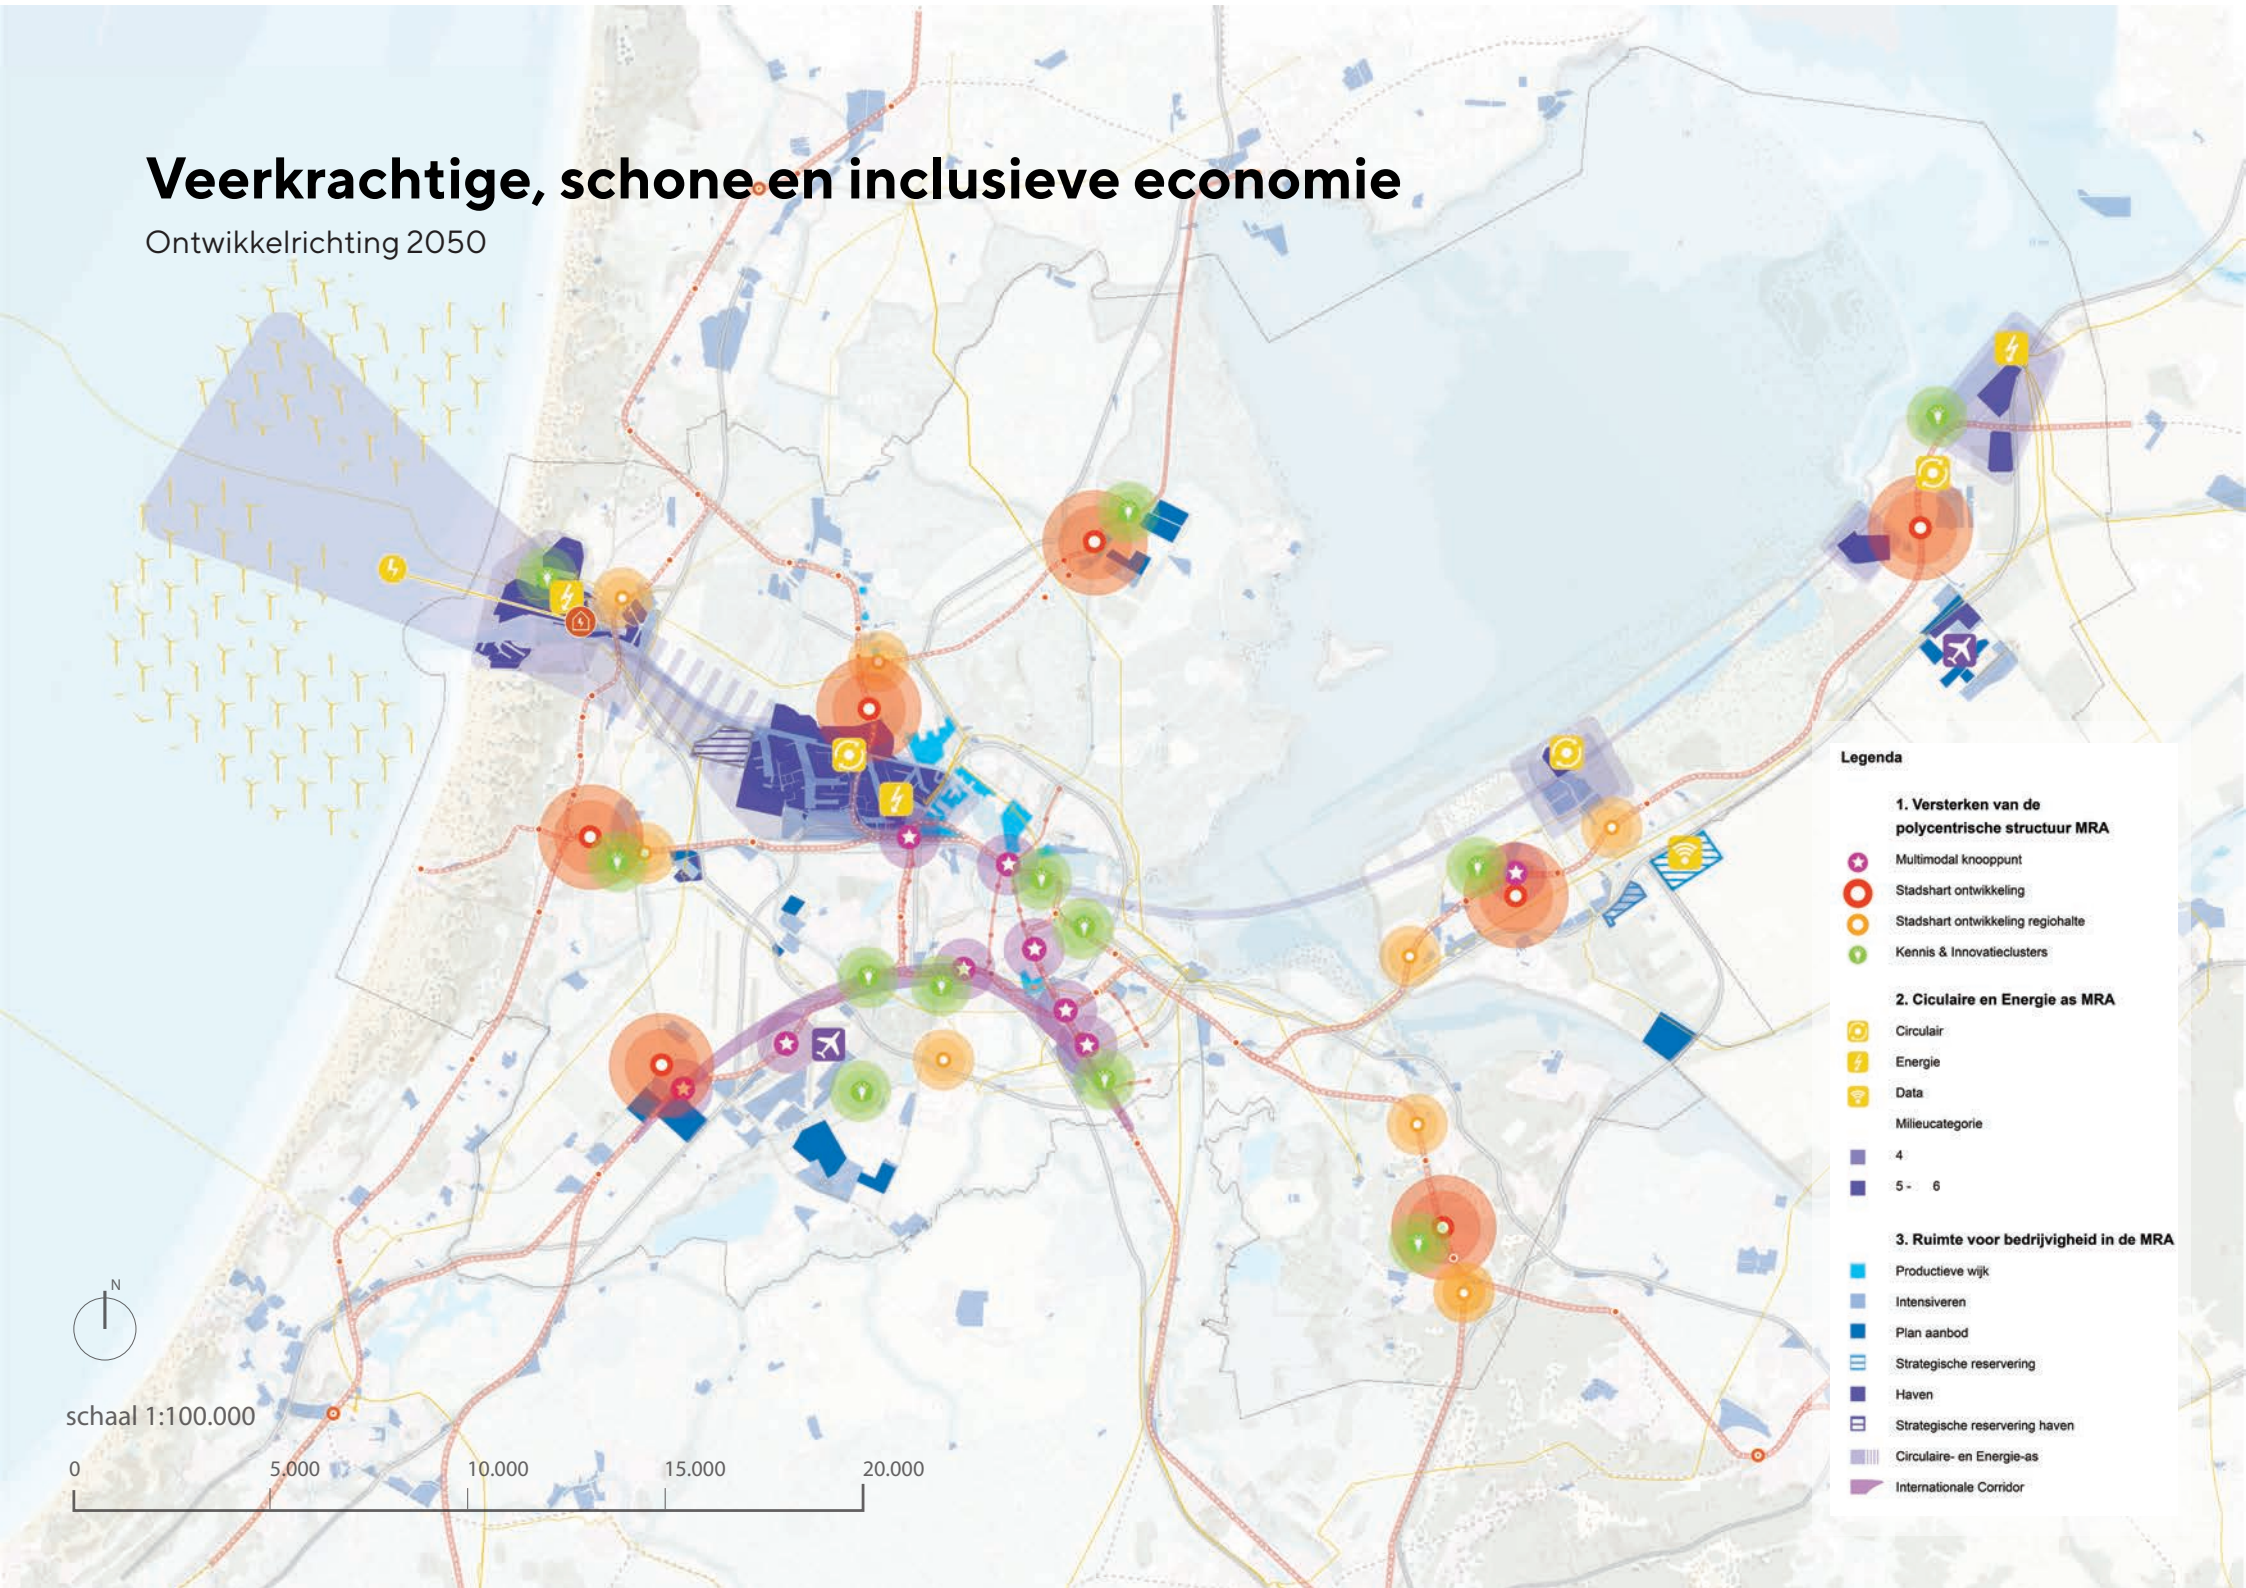 Veerkrachtige, schone en inclusieve economie
Ontwikkelrichting 2050
Legenda
1. Versterken van de
polycentrische structuur MRA
Multimodal knooppunt
Stadshart ontwikkeling
Stadshart ontwikkeling regiohalte
Kennis & Innovatieclusters
2. Ciculaire en Energie as MRA
Circulair
Energie
Data
Milieucategorie
4
5 - 6
3. Ruimte voor bedrijvigheid in de MRA
Productieve wijk
Intensiveren
Plan aanbod
Strategische reservering
Haven
Strategische reservering haven
Circulaire- en Energie-as
Internationale Corridor
N
schaal 1:100.000
0 5.000 10.000 15.000 20.000